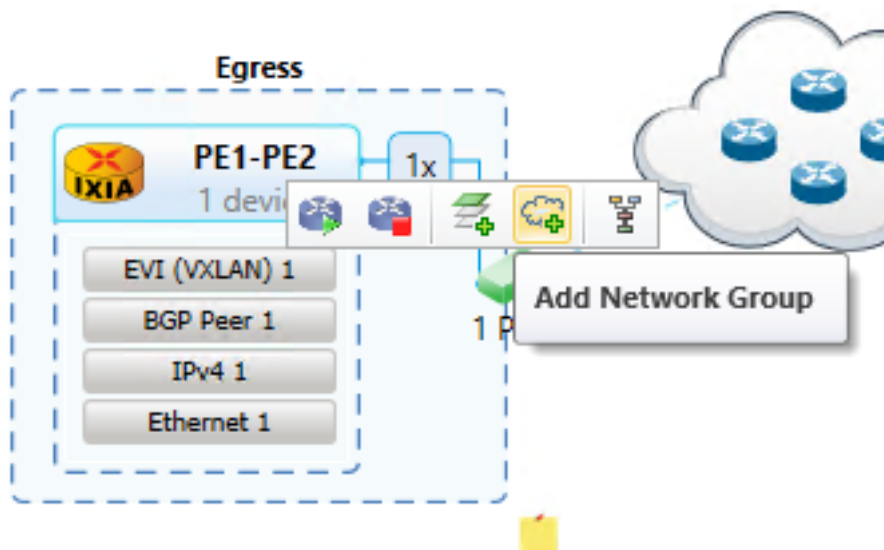 Egress
IXIA
PE1-PE2
1x
1
EVI (VXLAN) 1
BGP Peer 1
IPv4 1
Ethernet 1
Add Network Group
1